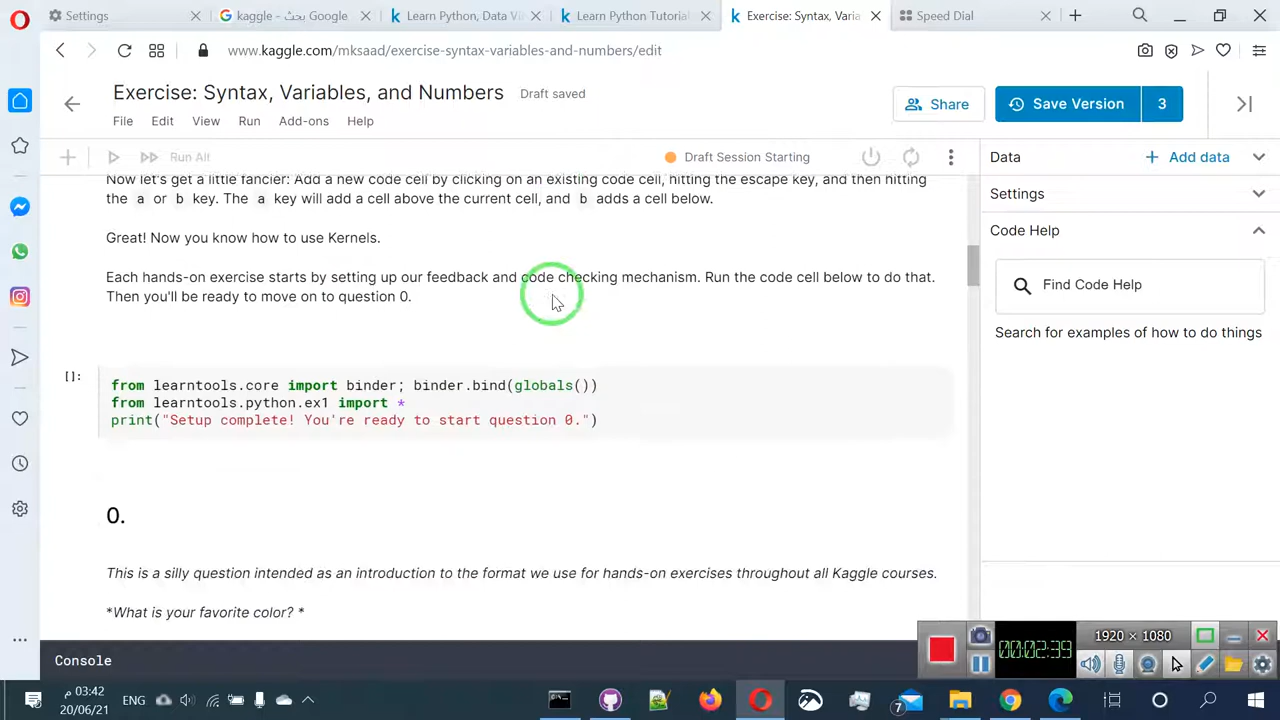 Settings
kaggle - بحث Google
Learn Python, Data Vi
Learn Python Tutorial
Exercise: Syntax, Varia
Speed Dial
www.kaggle.com/mksaad/exercise-syntax-variables-and-numbers/edit
Exercise: Syntax, Variables, and Numbers
Draft saved
Share
Save Version
3
File
Edit
View
Run
Add-ons
Help
Run All
Draft Session Starting
Data
Add data
Settings
Code Help
Find Code Help
Search for examples of how to do things
Now let's get a little fancier: Add a new code cell by clicking on an existing code cell, hitting the escape key, and then hitting
the a or b key. The a key will add a cell above the current cell, and b adds a cell below.
Great! Now you know how to use Kernels.
Each hands-on exercise starts by setting up our feedback and code checking mechanism. Run the code cell below to do that.
Then you'll be ready to move on to question 0.
[]:
from learntools.core import binder; binder.bind(globals())
from learntools.python.ex1 import *
print("Setup complete! You're ready to start question 0.")
0.
This is a silly question intended as an introduction to the format we use for hands-on exercises throughout all Kaggle courses.
*What is your favorite color? *
Console
1920 × 1080
00:02:39
03:42 م
20/06/21
ENG
7